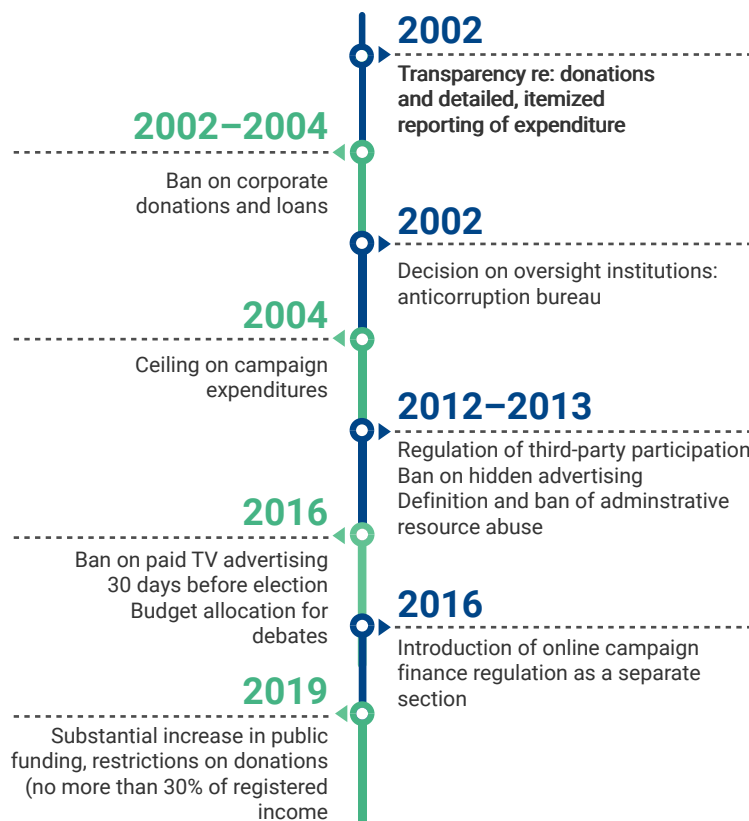 2002
Transparency re: donations
and detailed, itemized
reporting of expenditure
2002–2004
Ban on corporate
donations and loans
2002
Decision on oversight institutions:
anticorruption bureau
2004
Ceiling on campaign
expenditures
2012–2013
Regulation of third-party participation
Ban on hidden advertising
Definition and ban of adminstrative
resource abuse
2016
Ban on paid TV advertising
30 days before election
Budget allocation for
debates
2016
Introduction of online campaign
finance regulation as a separate
section
2019
Substantial increase in public
funding, restrictions on donations
(no more than 30% of registered
income